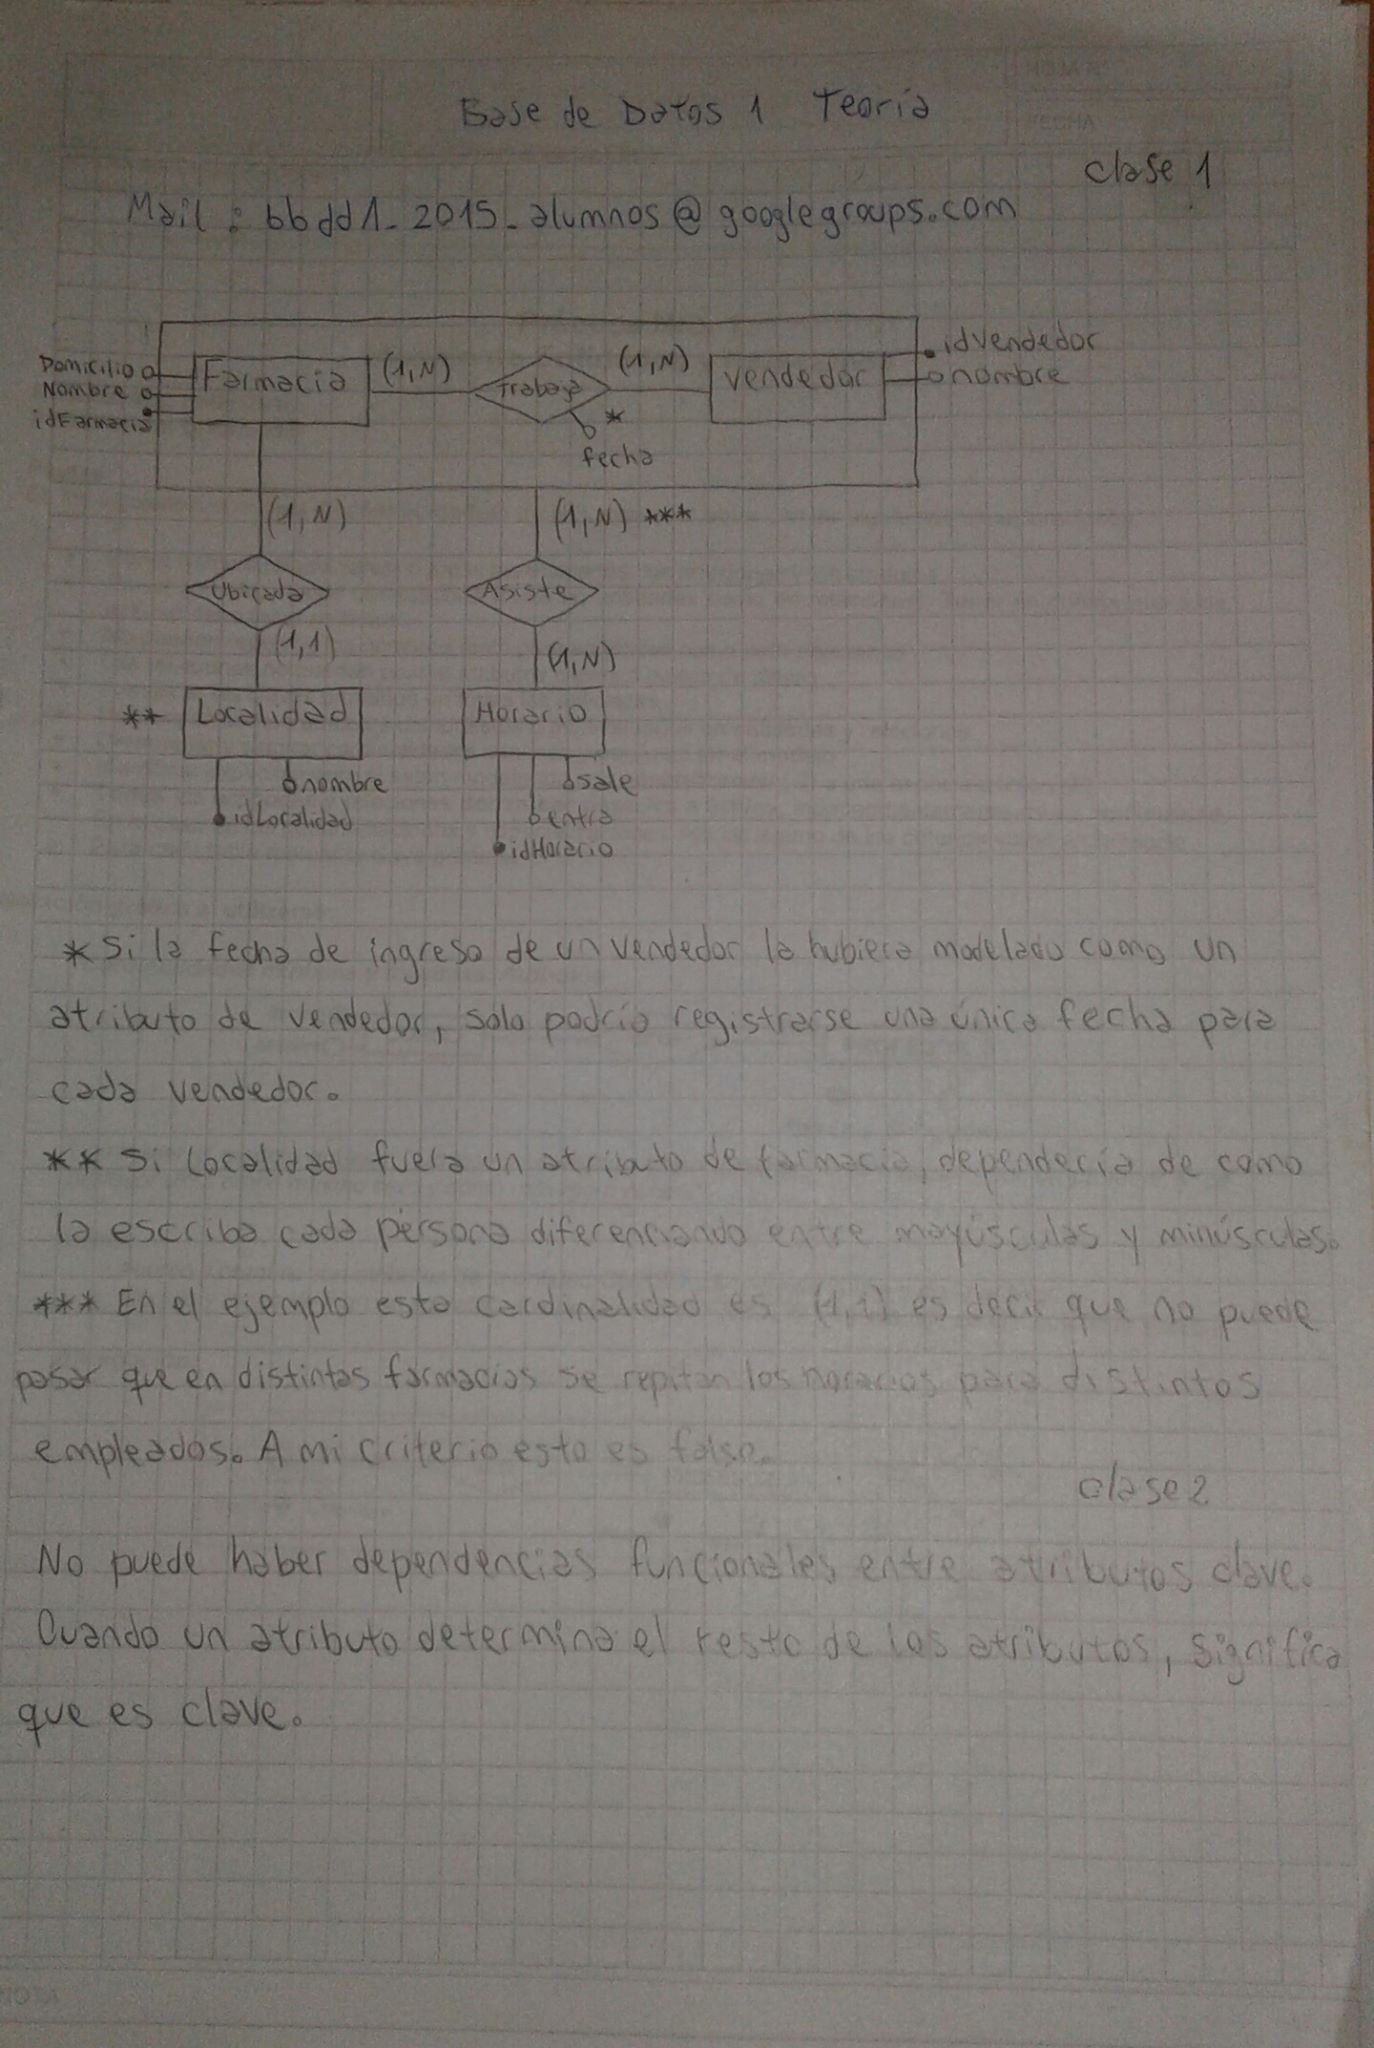 Base de Datos 1 Teoría
clase 1
Mail: bbdd1_2015_alumnos@googlegroups.com
idVendedor
Domicilio
Farmacia
(1,N)
Trabaja
(1,N)
Vendedor
nombre
Nombre
idFarmacia
*
fecha
(1,N)
(1,N) ***
Ubicada
Asiste
(1,1)
(1,N)
** Localidad
Horario
nombre
sale
idLocalidad
entra
idHorario
* Si la fecha de ingreso de un vendedor la hubiera modelado como un
atributo de vendedor, solo podría registrarse una única fecha para
cada vendedor.
** Si Localidad fuera un atributo de farmacia, dependería de como
la escriba cada persona diferenciando entre mayúsculas y minúsculas.
*** En el ejemplo esta cardinalidad es (1,1) es decir que no puede
pasar que en distintas farmacias se repitan los horarios para distintos
empleados. A mi criterio esto es falso.
clase 2
No puede haber dependencias funcionales entre atributos clave.
Cuando un atributo determina el resto de los atributos, significa
que es clave.